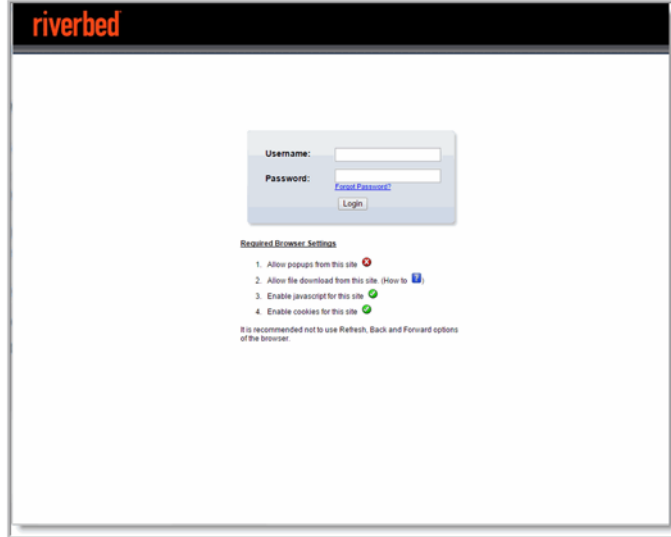 riverbed
Username:
Password:
Forgot Password?
Login
Required Browser Settings
1. Allow popups from this site
2. Allow file download from this site. (How to ?)
3. Enable javascript for this site
4. Enable cookies for this site
It is recommended not to use Refresh, Back and Forward options
of the browser.